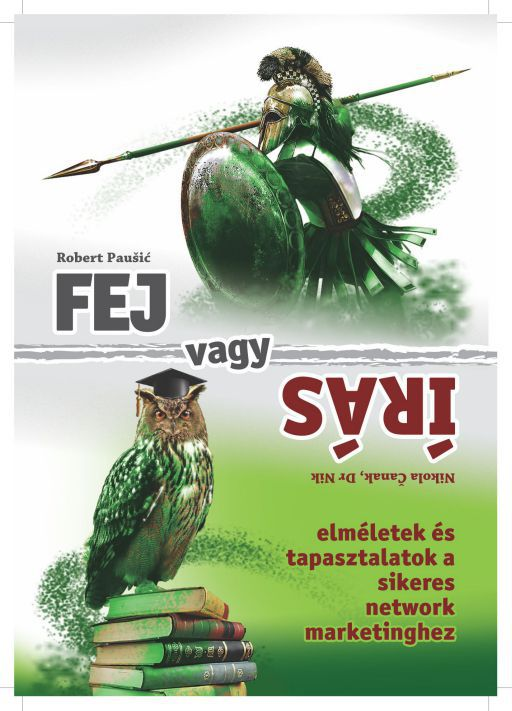 Robert Paušić
FEJ
vagy
ÍRÁS
Nikola Čanak, Dr Nik
elméletek és
tapasztalatok a
sikeres
network
marketinghez